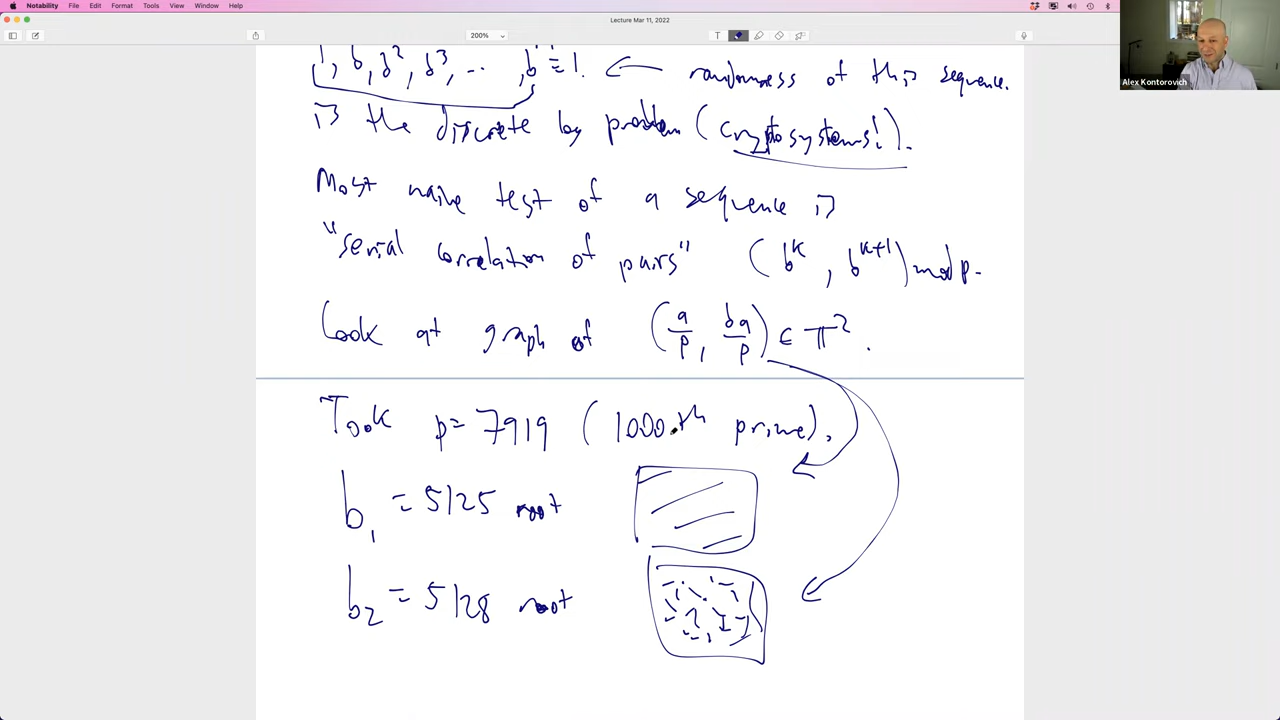 Notability File Edit View Tools Window Help
Lecture Mar 11, 2022
200%
Alex Kontorovich
1, b, b², b³, ... , b =1. ← randomness of this sequence.
is the discrete log problem (cryptosystems!).
Most naive test of a sequence is
"serial correlation of pairs" (b^k, b^{k+1}) mod p.
Look at graph of (a/p, ba/p) ∈ 𝕋².
Took p= 7919 (1000th prime).
b₁ = 5125 root
b₂ = 5128 root